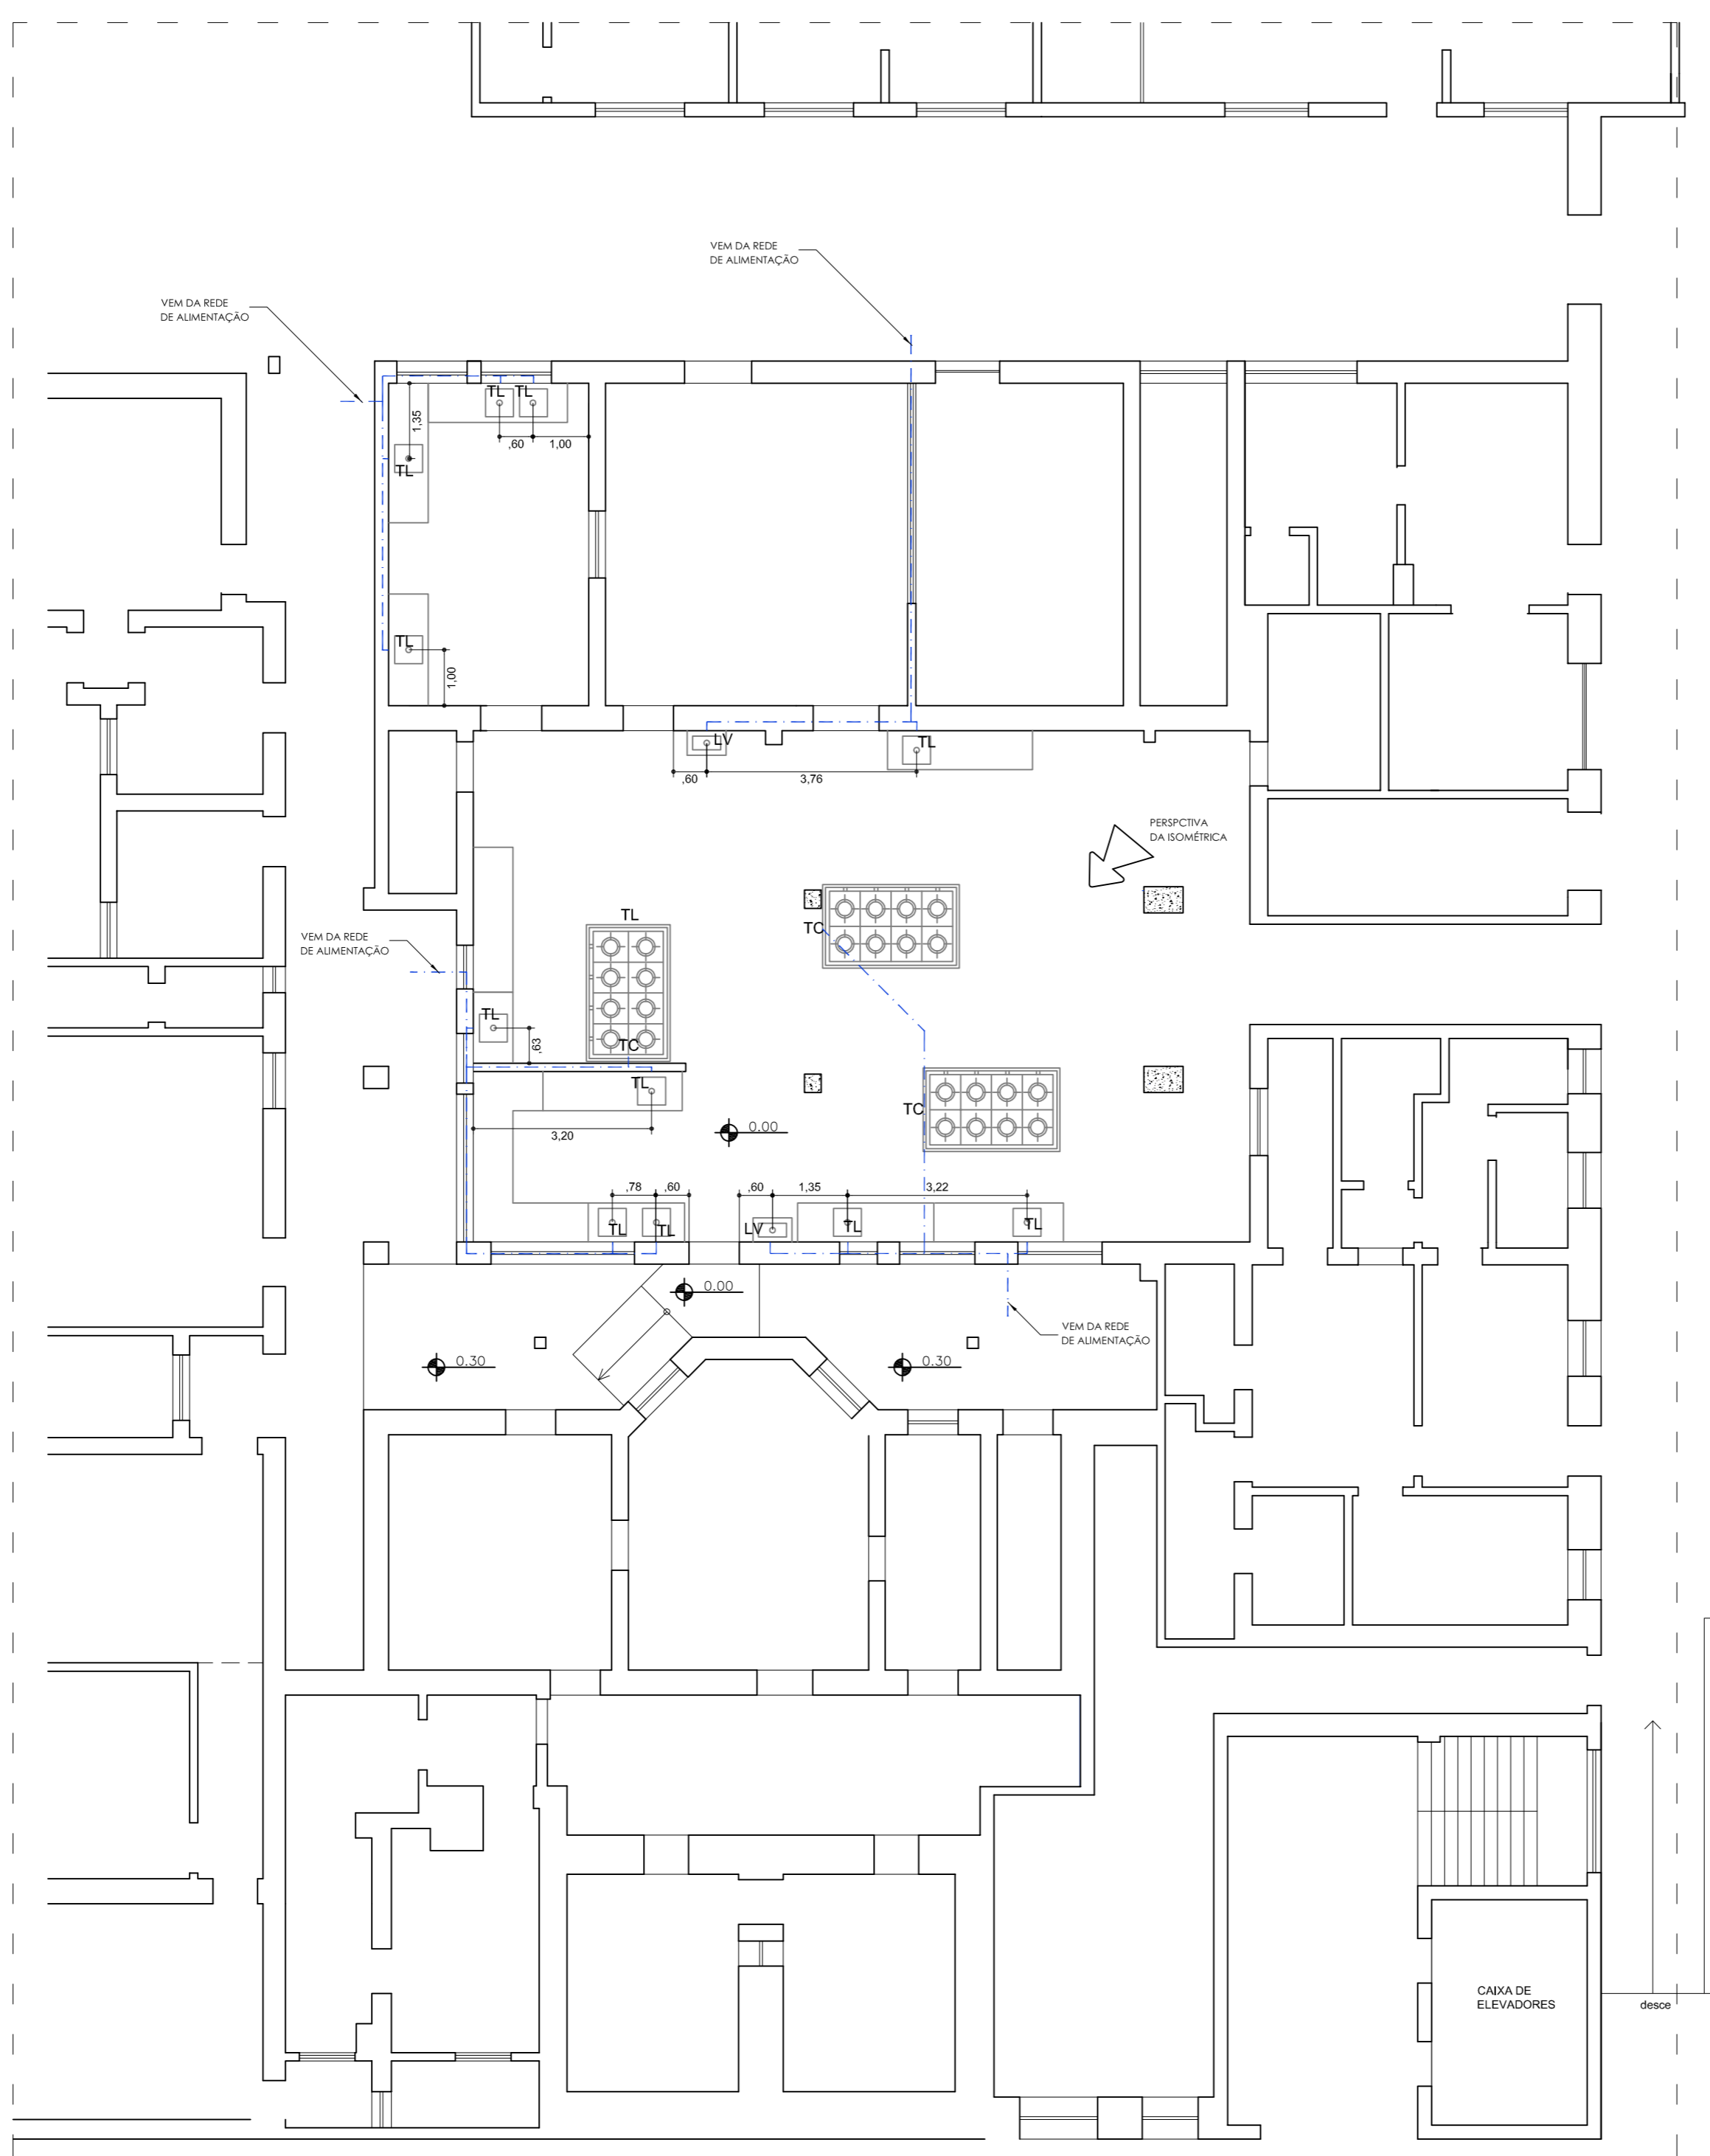 VEM DA REDE
DE ALIMENTAÇÃO
VEM DA REDE
DE ALIMENTAÇÃO
TL TL
1,35
,60 1,00
TL
TL
1,00
LV TL
,60 3,76
PERSPCTIVA
DA ISOMÉTRICA
TL
TC
VEM DA REDE
DE ALIMENTAÇÃO
TL
,63
TC
TL
TC
0.00
3,20
,78 ,60 ,60 1,35 3,22
TL TL LV TL TL
0.00
VEM DA REDE
DE ALIMENTAÇÃO
0.30 0.30
CAIXA DE
ELEVADORES
desce